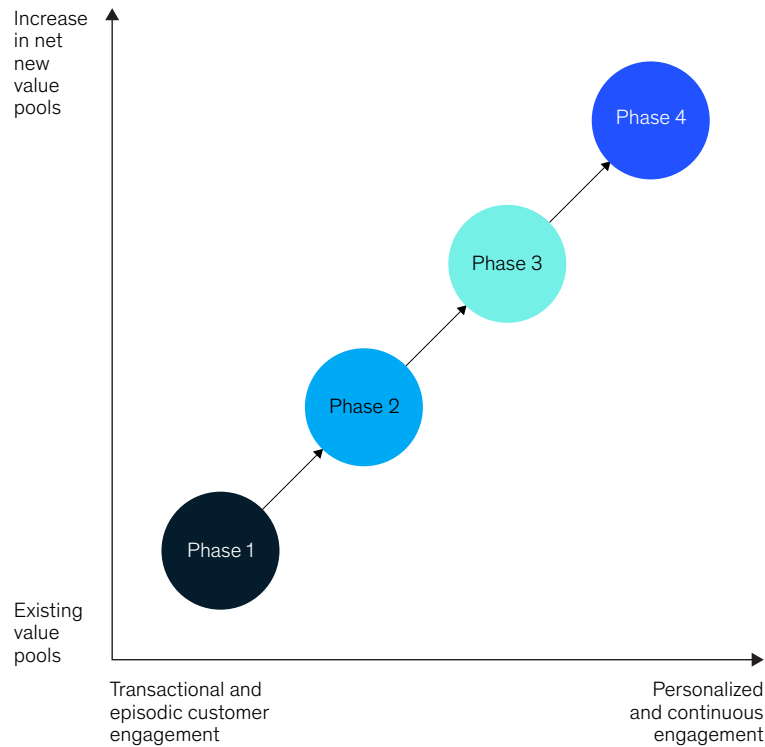 Increase
in net
new
value
pools
Phase 4
Phase 3
Phase 2
Phase 1
Existing
value
pools
Transactional and
episodic customer
engagement
Personalized
and continuous
engagement